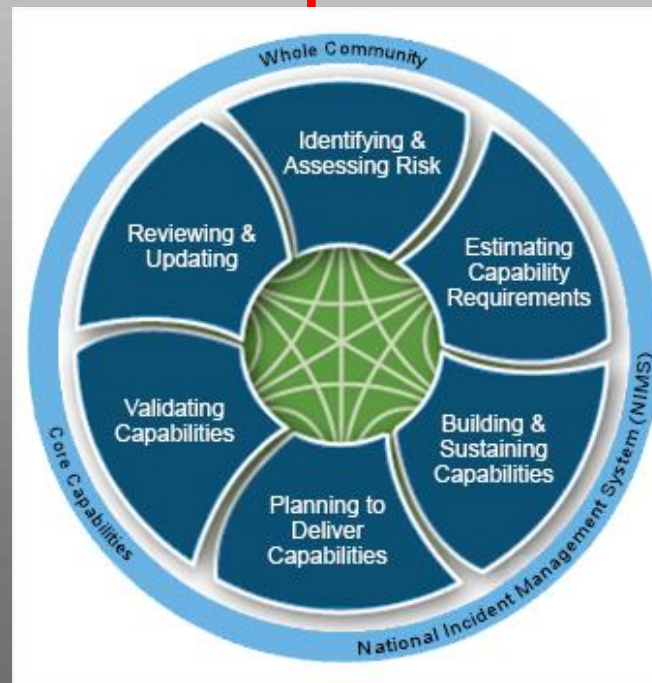 Whole Community
Identifying &
Assessing Risk
Estimating
Capability
Requirements
Building &
Sustaining
Capabilities
Planning to
Deliver
Capabilities
Validating
Capabilities
Reviewing &
Updating
National Incident Management System (NIMS)
Core Capabilities